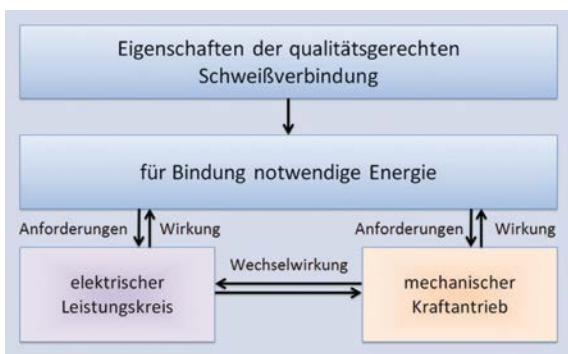 Eigenschaften der qualitätsgerechten
Schweißverbindung
für Bindung notwendige Energie
Anforderungen
Wirkung
Anforderungen
Wirkung
elektrischer
Leistungskreis
Wechselwirkung
mechanischer
Kraftantrieb